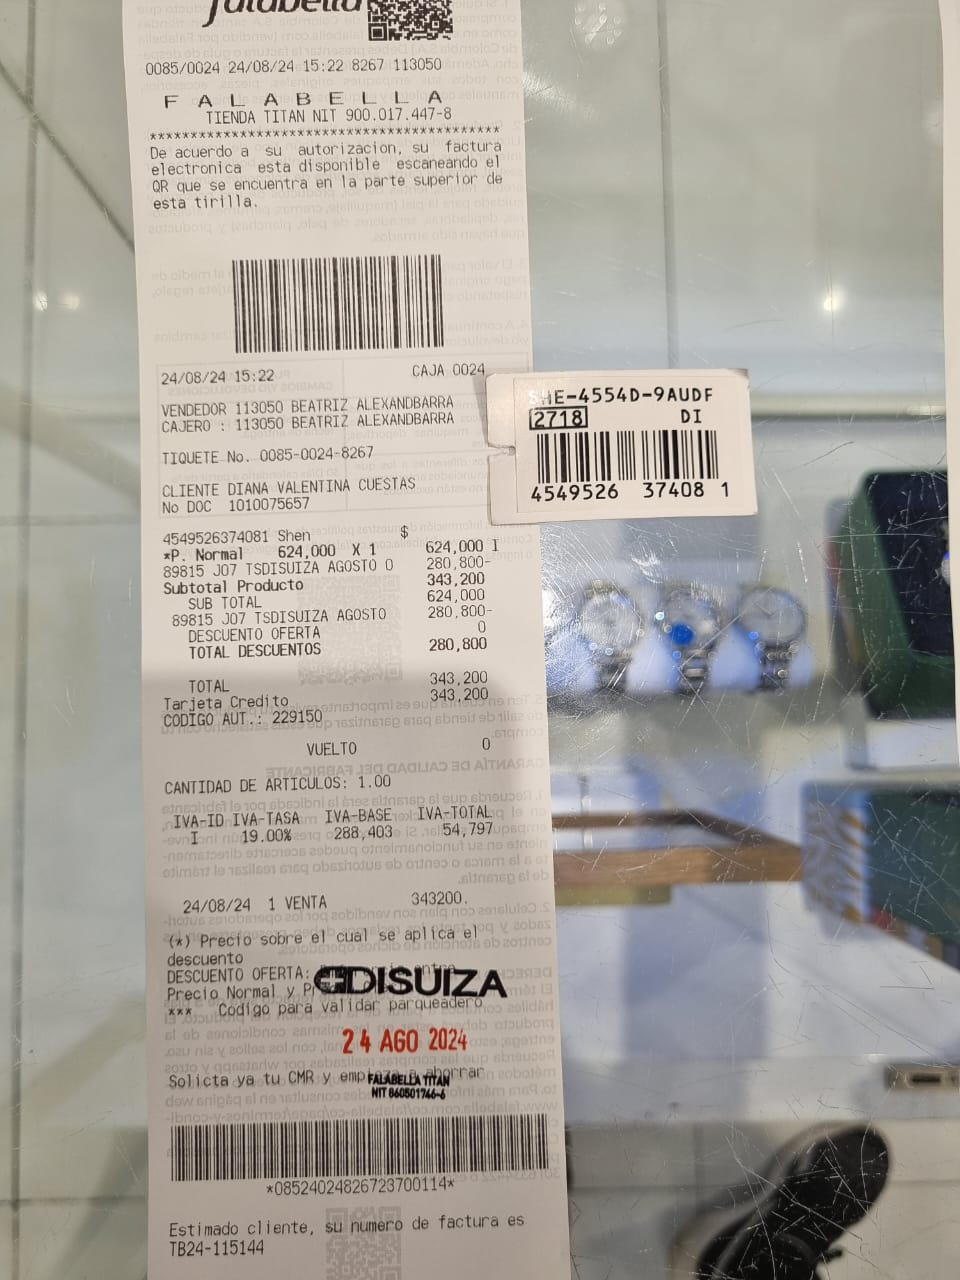 falabella
0085/0024 24/08/24 15:22 8267 113050
F A L A B E L L A
TIENDA TITAN NIT 900.017.447-8
*******************************************
De acuerdo a su autorizacion, su factura
electronica esta disponible escaneando el
QR que se encuentra en la parte superior de
esta tirilla.
24/08/24 15:22 CAJA 0024
VENDEDOR 113050 BEATRIZ ALEXANDBARRA
CAJERO : 113050 BEATRIZ ALEXANDBARRA
TIQUETE No. 0085-0024-8267
CLIENTE DIANA VALENTINA CUESTAS
No DOC 1010075657
4549526374081 Shen $
*P. Normal 624,000 X 1 624,000 I
89815 J07 TSDISUIZA AGOSTO 0 280,800-
Subtotal Producto 343,200
SUB TOTAL 624,000
89815 J07 TSDISUIZA AGOSTO 280,800-
DESCUENTO OFERTA 0
TOTAL DESCUENTOS 280,800
TOTAL 343,200
Tarjeta Credito 343,200
CODIGO AUT.: 229150
VUELTO 0
CANTIDAD DE ARTICULOS: 1.00
IVA-ID IVA-TASA IVA-BASE IVA-TOTAL
I 19.00% 288,403 54,797
24/08/24 1 VENTA 343200.
(*) Precio sobre el cual se aplica el
descuento
DESCUENTO OFERTA: entre
Precio Normal y
DISUIZA
*** Codigo para validar parqueadero
24 AGO 2024
Solicta ya tu CMR y empieza a ahorrar
FALABELLA TITAN
NIT 860501746-6
*08524024826723700114*
Estimado cliente, su numero de factura es
TB24-115144
SHE-4554D-9AUDF
2718 DI
4549526 37408 1